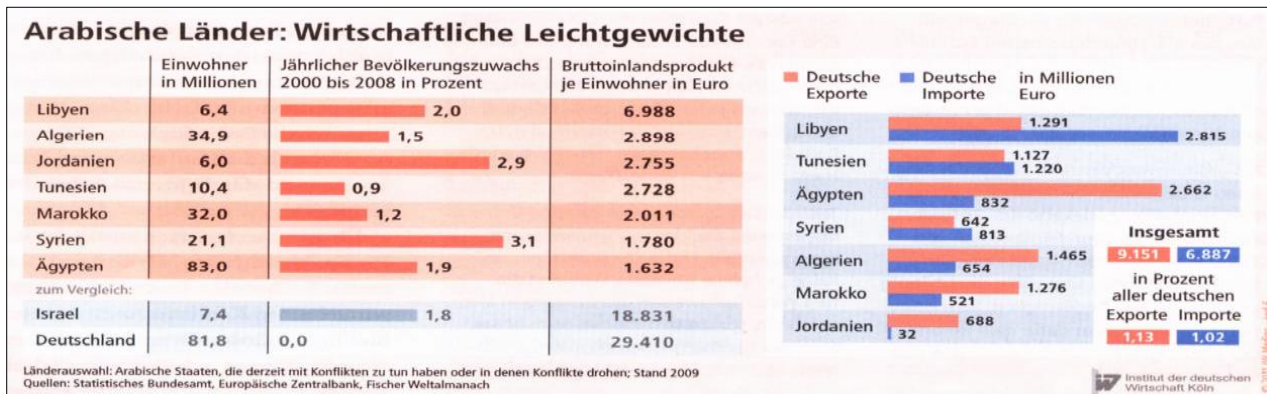 Arabische Länder: Wirtschaftliche Leichtgewichte
Einwohner in Millionen
Jährlicher Bevölkerungszuwachs 2000 bis 2008 in Prozent
Bruttoinlandsprodukt je Einwohner in Euro
Libyen 6,4 2,0 6.988
Algerien 34,9 1,5 2.898
Jordanien 6,0 2,9 2.755
Tunesien 10,4 0,9 2.728
Marokko 32,0 1,2 2.011
Syrien 21,1 3,1 1.780
Ägypten 83,0 1,9 1.632
zum Vergleich:
Israel 7,4 1,8 18.831
Deutschland 81,8 0,0 29.410
Länderauswahl: Arabische Staaten, die derzeit mit Konflikten zu tun haben oder in denen Konflikte drohen; Stand 2009
Quellen: Statistisches Bundesamt, Europäische Zentralbank, Fischer Weltalmanach
Deutsche Exporte
Deutsche Importe
in Millionen Euro
Libyen 1.291
2.815
Tunesien 1.127
1.220
Ägypten 2.662
832
Syrien 642
813
Algerien 1.465
654
Marokko 1.276
521
Jordanien 688
32
Insgesamt
9.151 6.887
in Prozent
aller deutschen
Exporte Importe
1,13 1,02
Institut der deutschen
Wirtschaft Köln